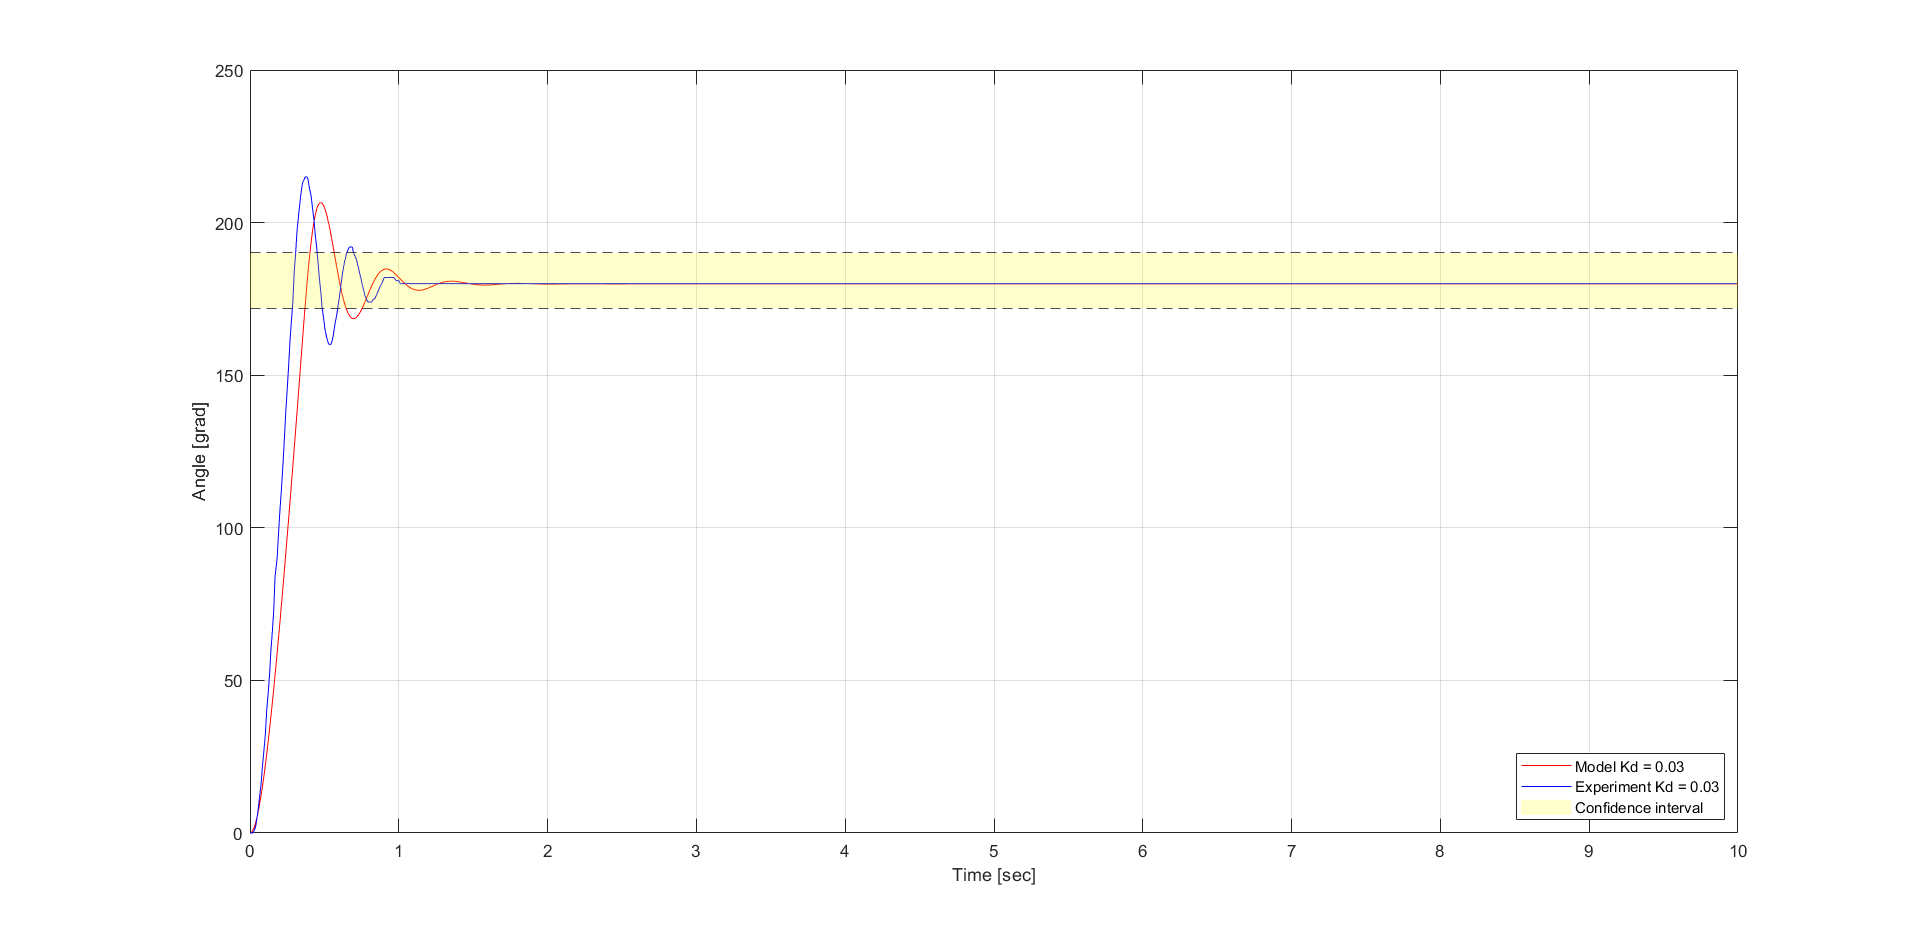 250
200
150
100
50
0
Angle [grad]
0 1 2 3 4 5 6 7 8 9 10
Time [sec]
Model Kd = 0.03
Experiment Kd = 0.03
Confidence interval